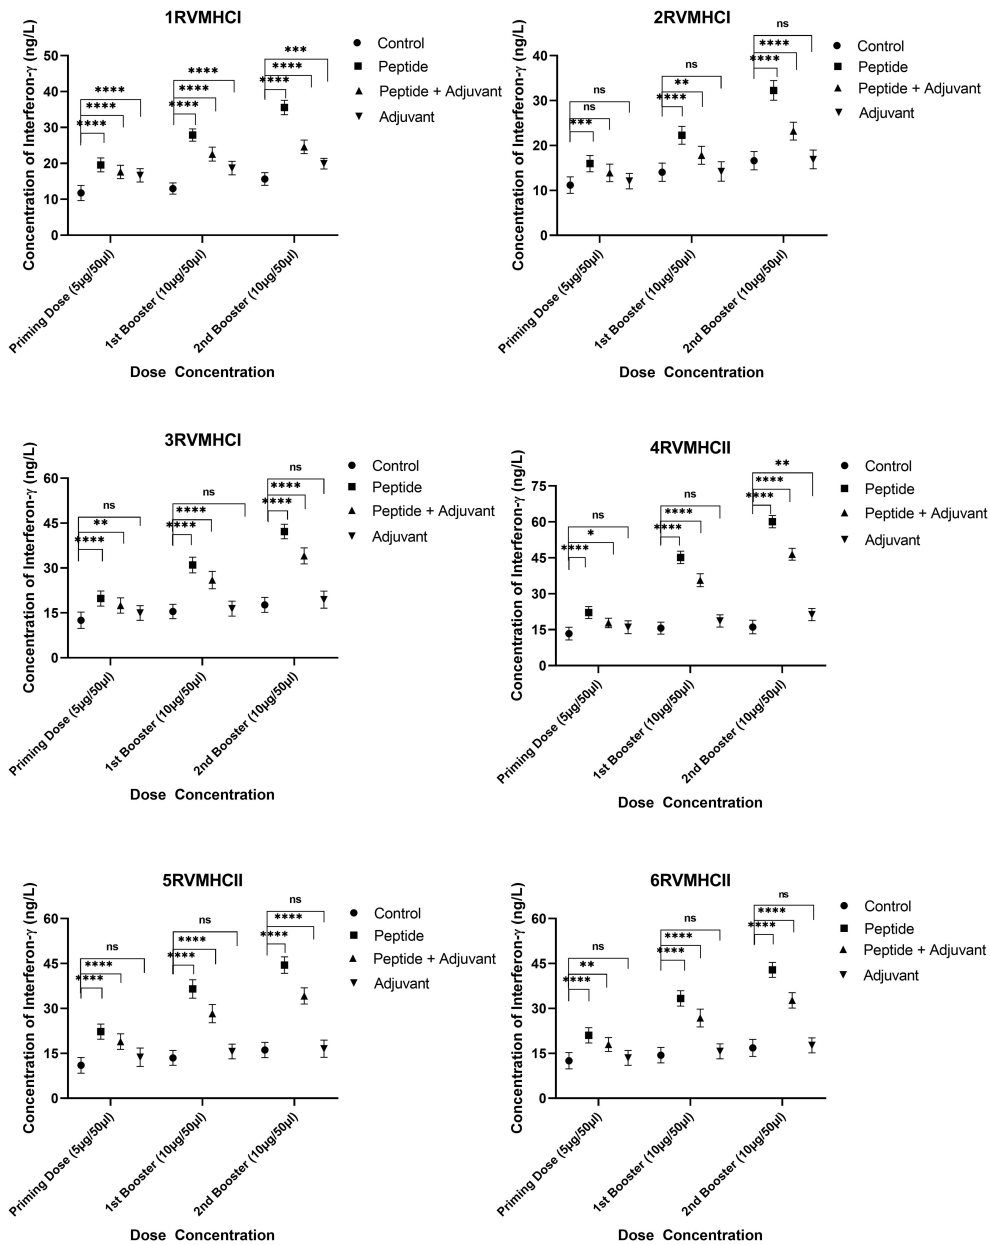 1RVMHCI
Concentration of Interferon-γ (ng/L)
50
40
30
20
10
0
****
****
****
****
****
****
***
****
****
Control
Peptide
Peptide + Adjuvant
Adjuvant
Priming Dose (5μg/50μl)
1st Booster (10μg/50μl)
2nd Booster (10μg/50μl)
Dose Concentration
2RVMHCI
Concentration of Interferon-γ (ng/L)
40
30
20
10
0
ns
ns
***
ns
**
****
ns
****
****
Control
Peptide
Peptide + Adjuvant
Adjuvant
Priming Dose (5μg/50μl)
1st Booster (10μg/50μl)
2nd Booster (10μg/50μl)
Dose Concentration
3RVMHCI
Concentration of Interferon-γ (ng/L)
60
45
30
15
0
ns
**
****
ns
****
****
ns
****
****
Control
Peptide
Peptide + Adjuvant
Adjuvant
Priming Dose (5μg/50μl)
1st Booster (10μg/50μl)
2nd Booster (10μg/50μl)
Dose Concentration
4RVMHCII
Concentration of Interferon-γ (ng/L)
75
60
45
30
15
0
ns
*
****
ns
****
****
**
****
****
Control
Peptide
Peptide + Adjuvant
Adjuvant
Priming Dose (5μg/50μl)
1st Booster (10μg/50μl)
2nd Booster (10μg/50μl)
Dose Concentration
5RVMHCII
Concentration of Interferon-γ (ng/L)
60
45
30
15
0
ns
****
****
ns
****
****
ns
****
****
Control
Peptide
Peptide + Adjuvant
Adjuvant
Priming Dose (5μg/50μl)
1st Booster (10μg/50μl)
2nd Booster (10μg/50μl)
Dose Concentration
6RVMHCII
Concentration of Interferon-γ (ng/L)
60
45
30
15
0
ns
**
****
ns
****
****
ns
****
****
Control
Peptide
Peptide + Adjuvant
Adjuvant
Priming Dose (5μg/50μl)
1st Booster (10μg/50μl)
2nd Booster (10μg/50μl)
Dose Concentration